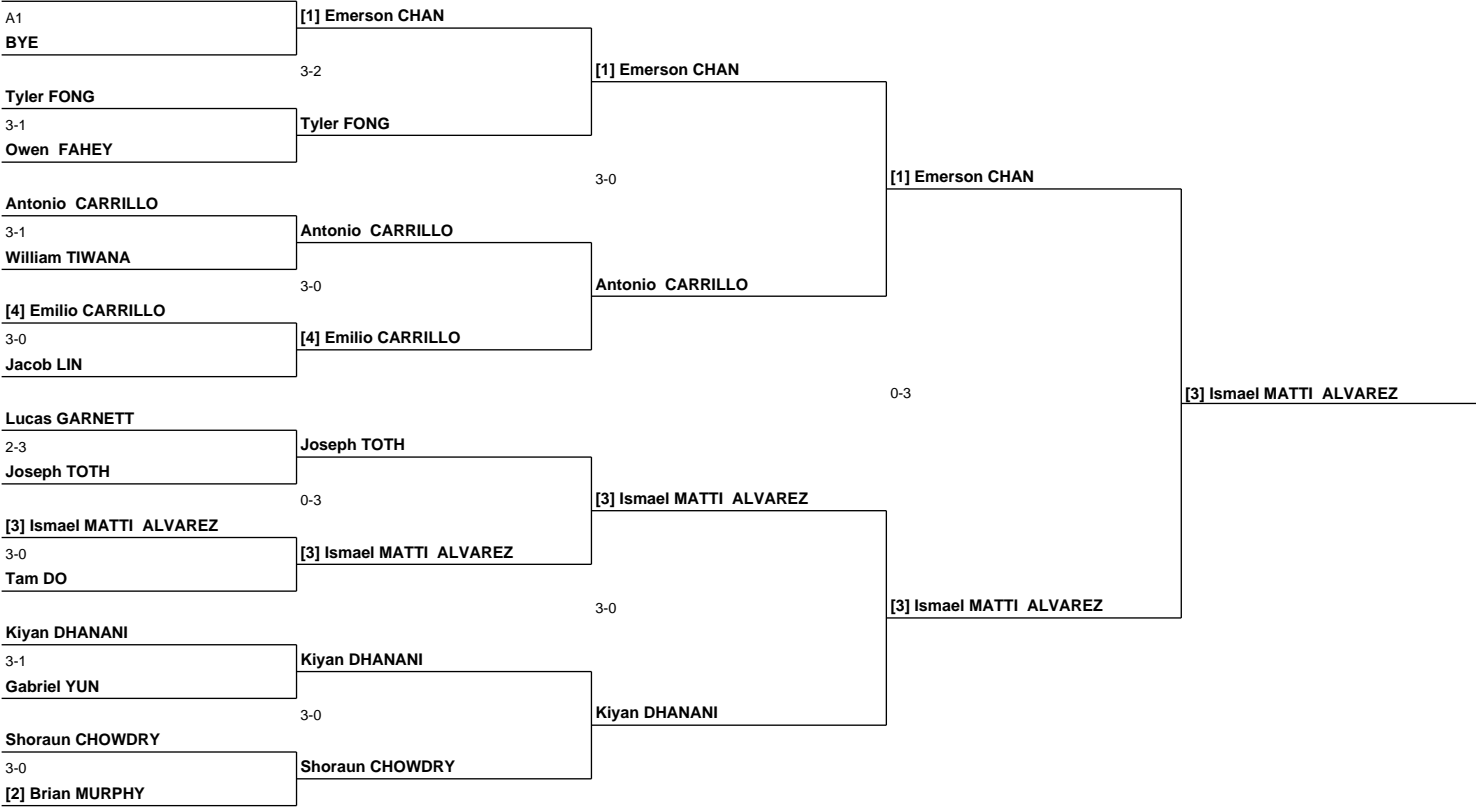 A1
BYE
Tyler FONG
3-1
Owen FAHEY
Antonio CARRILLO
3-1
William TIWANA
[4] Emilio CARRILLO
3-0
Jacob LIN
Lucas GARNETT
2-3
Joseph TOTH
[3] Ismael MATTI ALVAREZ
3-0
Tam DO
Kiyan DHANANI
3-1
Gabriel YUN
Shoraun CHOWDRY
3-0
[2] Brian MURPHY
[1] Emerson CHAN
3-2
Tyler FONG
Antonio CARRILLO
3-0
[4] Emilio CARRILLO
Joseph TOTH
0-3
[3] Ismael MATTI ALVAREZ
Kiyan DHANANI
3-0
Shoraun CHOWDRY
[1] Emerson CHAN
3-0
Antonio CARRILLO
[3] Ismael MATTI ALVAREZ
3-0
Kiyan DHANANI
[1] Emerson CHAN
0-3
[3] Ismael MATTI ALVAREZ
[3] Ismael MATTI ALVAREZ